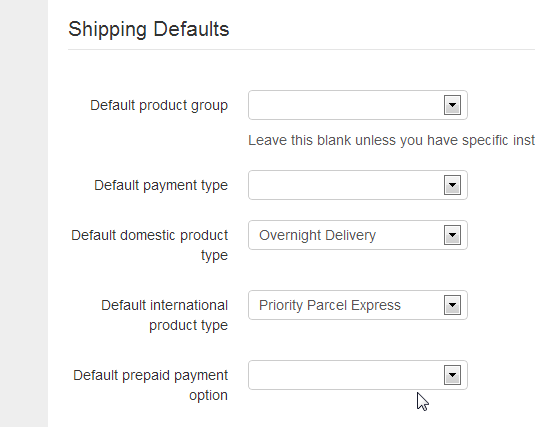 Shipping Defaults
Default product group
Leave this blank unless you have specific inst
Default payment type
Default domestic product
type
Overnight Delivery
Default international
product type
Priority Parcel Express
Default prepaid payment
option